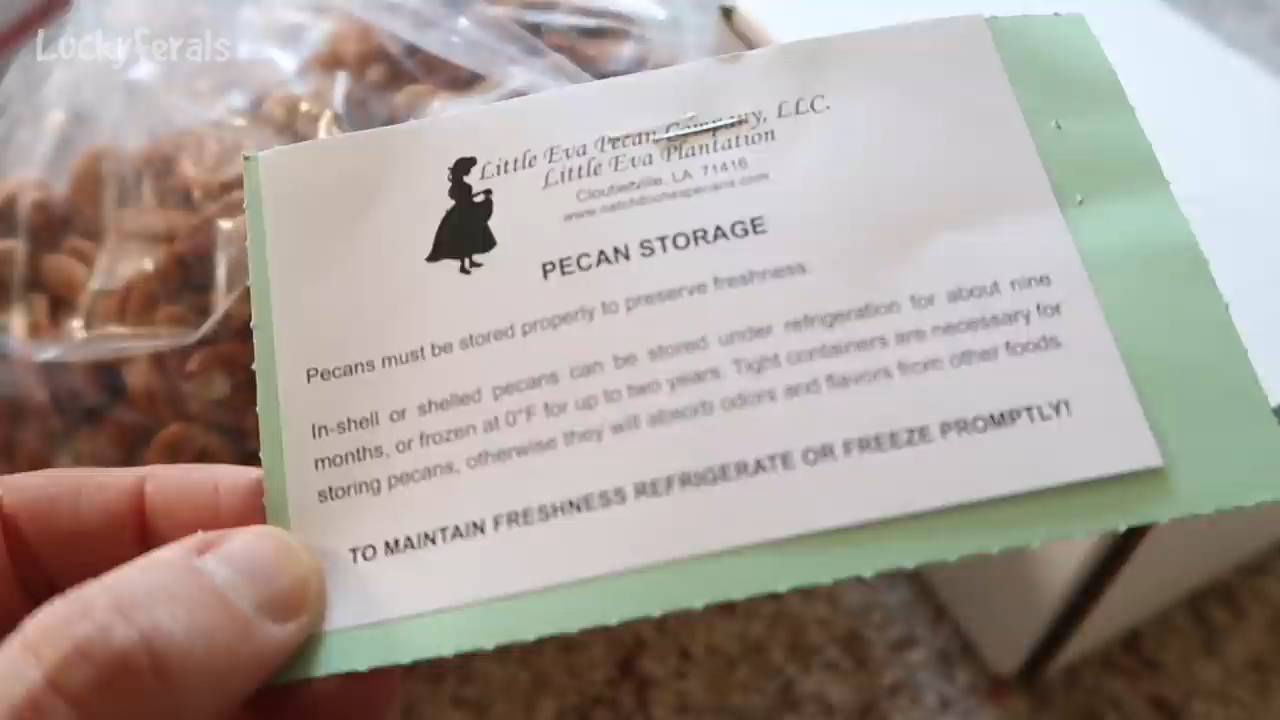 LuckyFerals
Little Eva Pecan Company, LLC.
Little Eva Plantation
Cloutierville, LA 71416
www.natchitochespecans.com
PECAN STORAGE
Pecans must be stored properly to preserve freshness.
In-shell or shelled pecans can be stored under refrigeration for about nine
months, or frozen at 0°F for up to two years. Tight containers are necessary for
storing pecans, otherwise they will absorb odors and flavors from other foods.
TO MAINTAIN FRESHNESS REFRIGERATE OR FREEZE PROMPTLY!